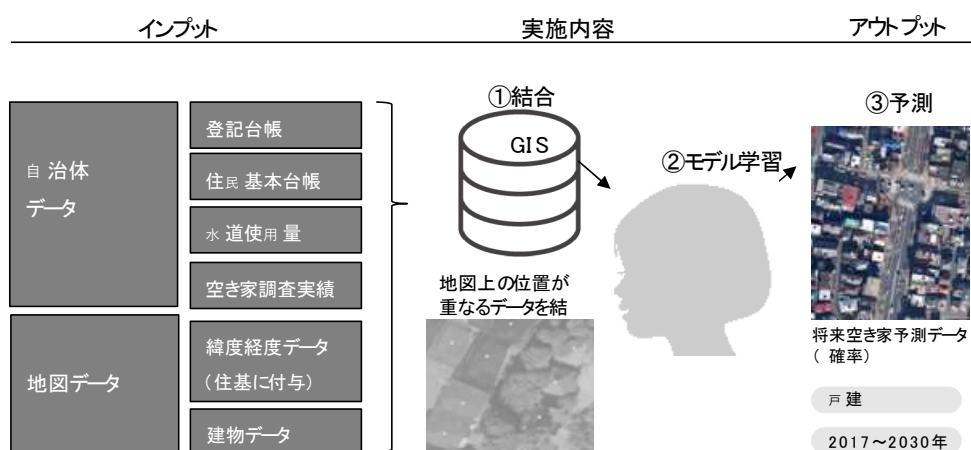 インプット
実施内容
アウトプット
自治体
データ
登記台帳
住民基本台帳
水道使用量
空き家調査実績
地図データ
緯度経度データ
(住基に付与)
建物データ
①結合
GIS
地図上の位置が
重なるデータを結
②モデル学習
③予測
将来空き家予測データ
(確率)
戸建
2017～2030年